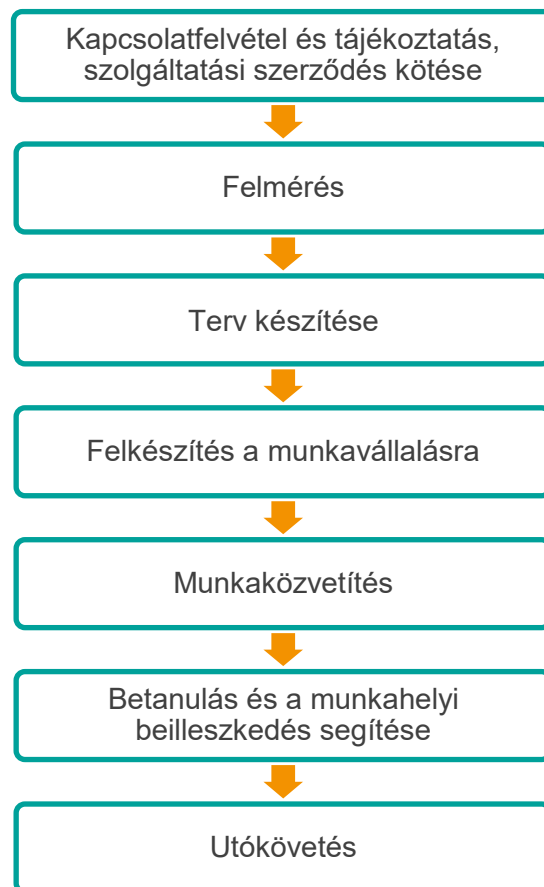 Kapcsolatfelvétel és tájékoztatás,
szolgáltatási szerződés kötése
Felmérés
Terv készítése
Felkészítés a munkavállalásra
Munkaközvetítés
Betanulás és a munkahelyi
beilleszkedés segítése
Utókövetés